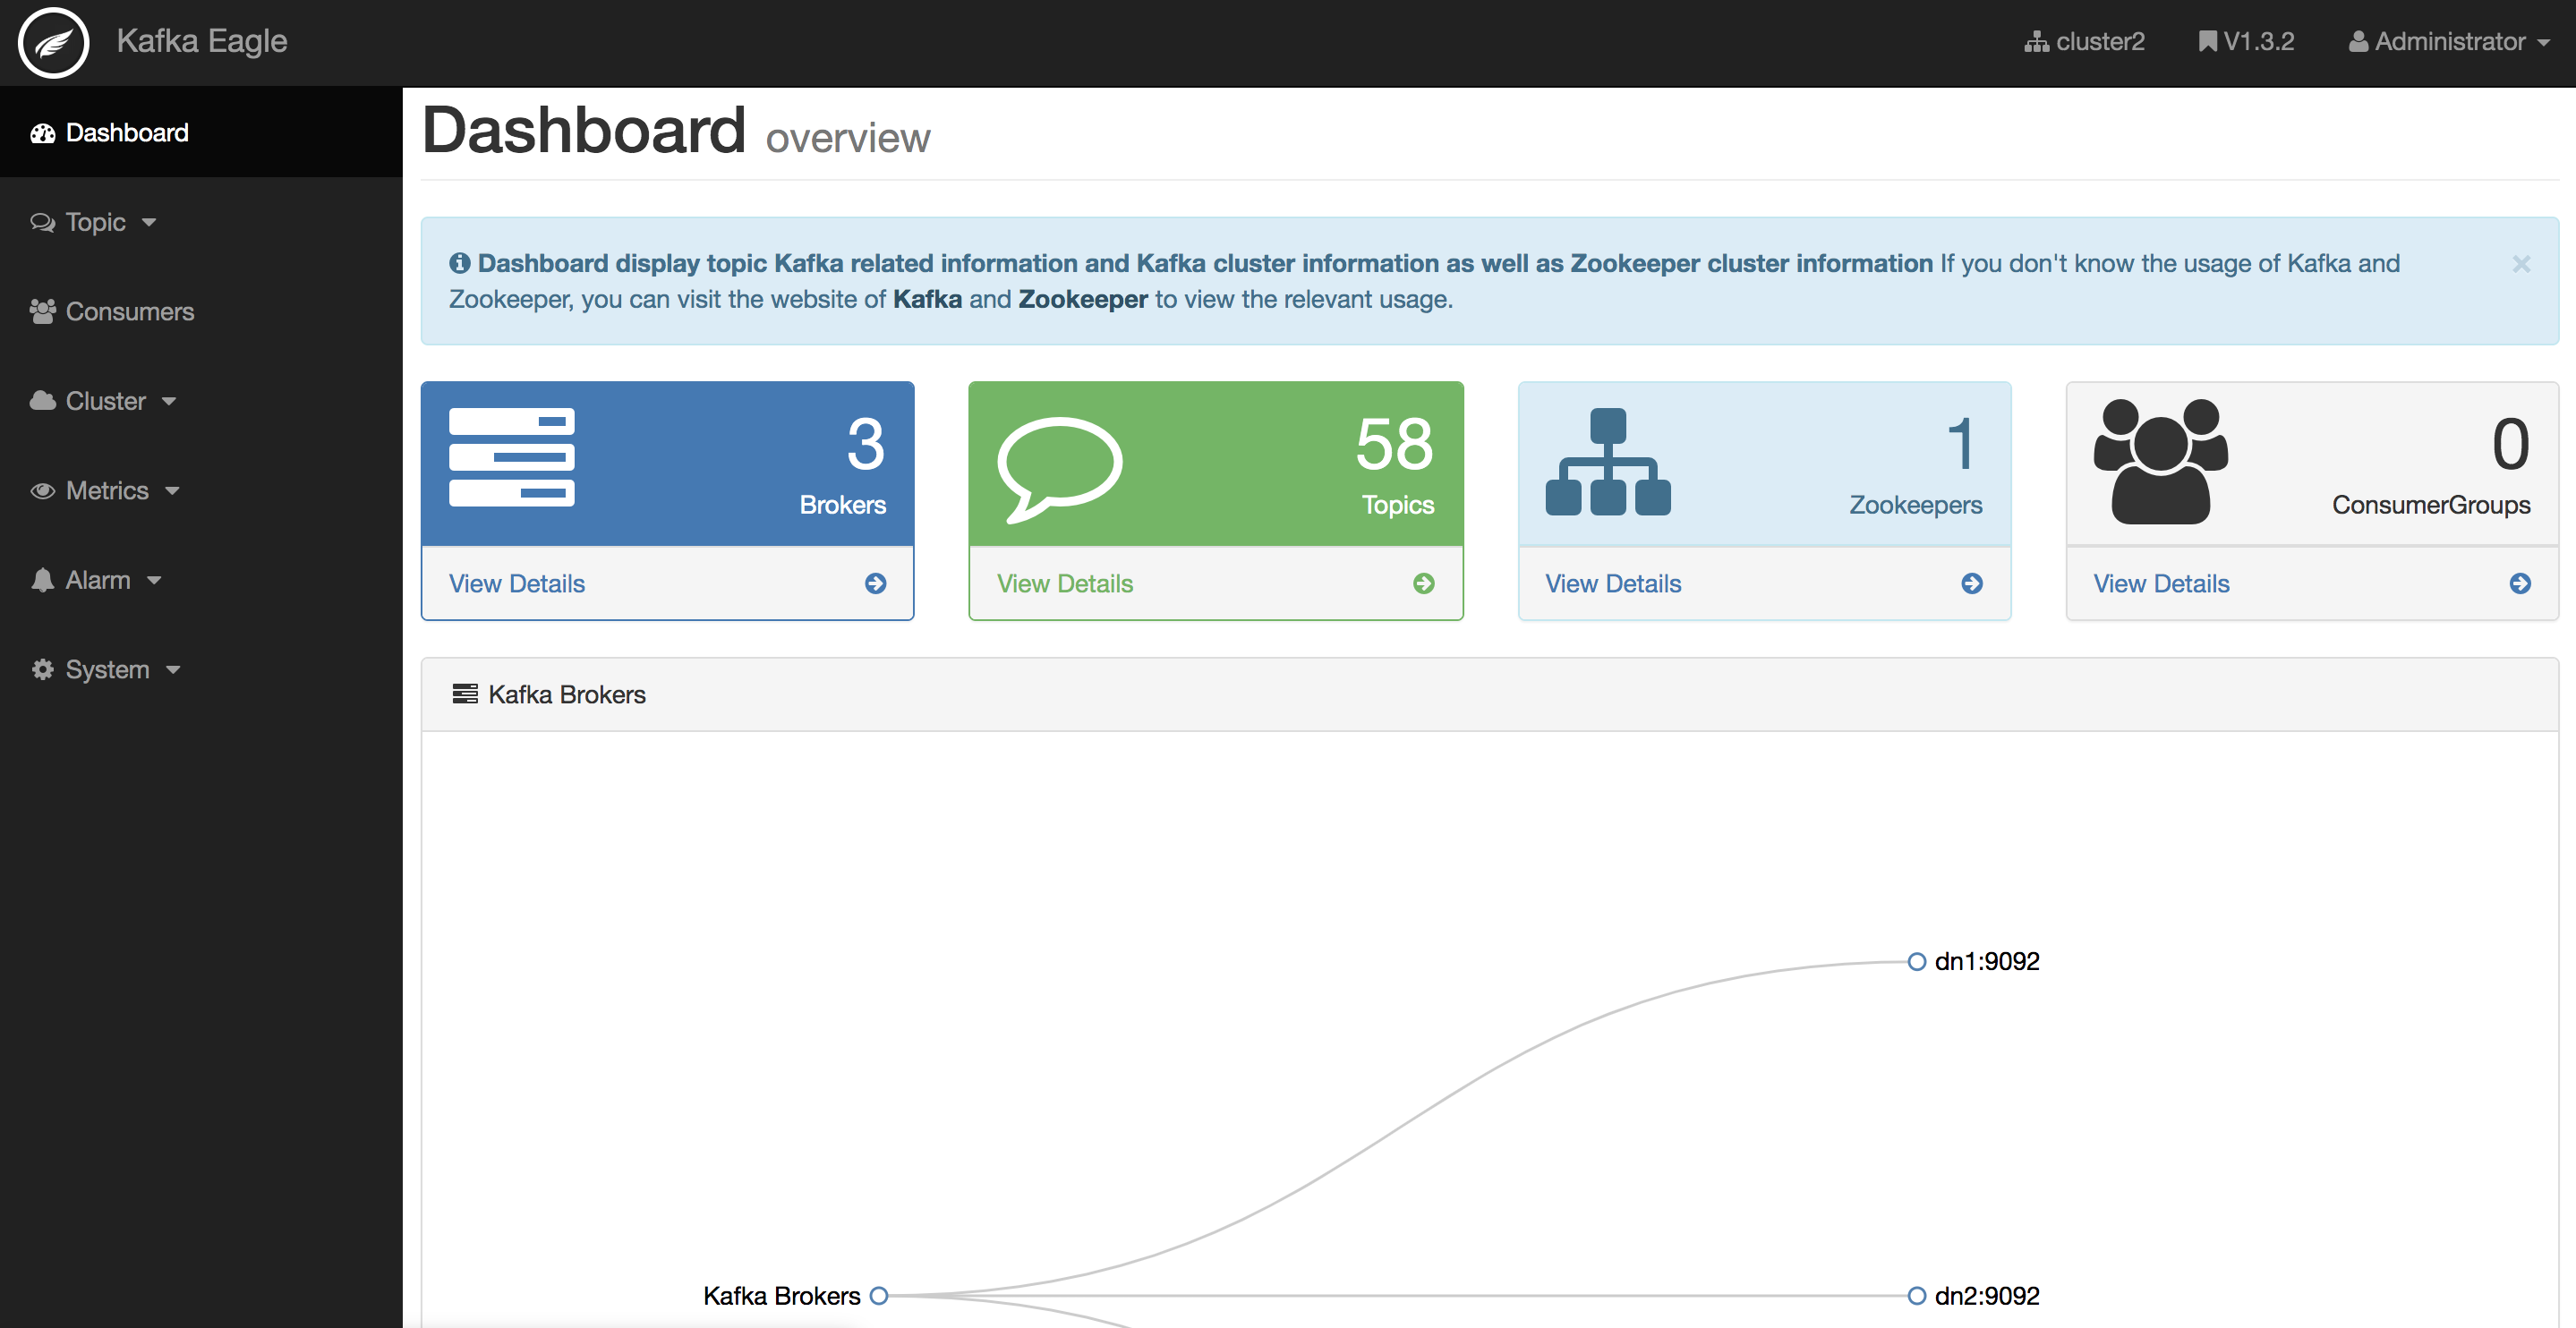 Kafka Eagle
cluster2
V1.3.2
Administrator
Dashboard
Topic
Consumers
Cluster
Metrics
Alarm
System
Dashboard overview
Dashboard display topic Kafka related information and Kafka cluster information as well as Zookeeper cluster information If you don't know the usage of Kafka and
Zookeeper, you can visit the website of Kafka and Zookeeper to view the relevant usage.
×
3
Brokers
View Details
58
Topics
View Details
1
Zookeepers
View Details
0
ConsumerGroups
View Details
Kafka Brokers
dn1:9092
Kafka Brokers
dn2:9092